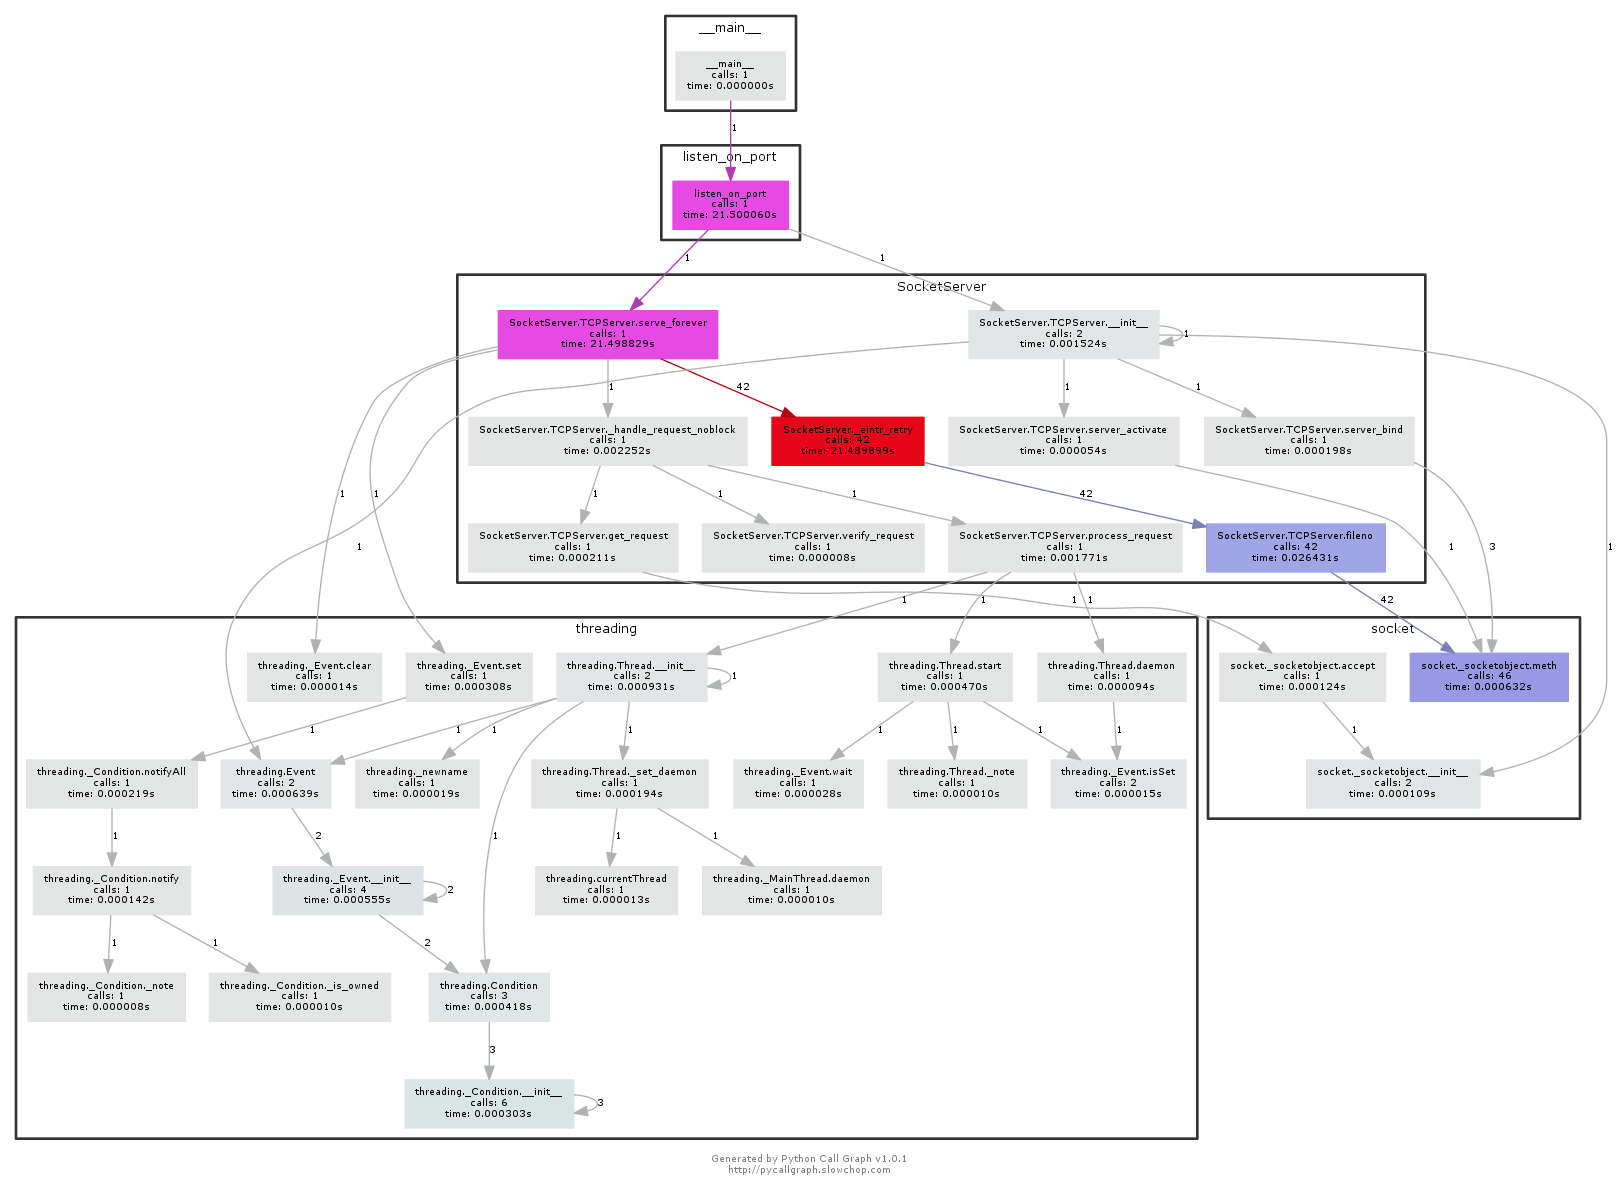 __main__
__main__
calls: 1
time: 0.000000s
1
listen_on_port
listen_on_port
calls: 1
time: 21.500060s
1
1
SocketServer
SocketServer.TCPServer.serve_forever
calls: 1
time: 21.498829s
SocketServer.TCPServer.__init__
calls: 2
time: 0.001524s
1
1
42
1
1
SocketServer.TCPServer._handle_request_noblock
calls: 1
time: 0.002252s
SocketServer._eintr_retry
calls: 42
time: 21.489899s
SocketServer.TCPServer.server_activate
calls: 1
time: 0.000054s
SocketServer.TCPServer.server_bind
calls: 1
time: 0.000198s
1
1
1
1
1
42
SocketServer.TCPServer.get_request
calls: 1
time: 0.000211s
SocketServer.TCPServer.verify_request
calls: 1
time: 0.000008s
SocketServer.TCPServer.process_request
calls: 1
time: 0.001771s
SocketServer.TCPServer.fileno
calls: 42
time: 0.026431s
1
1
3
1
1
1
1
1
42
threading
socket
threading._Event.clear
calls: 1
time: 0.000014s
threading._Event.set
calls: 1
time: 0.000308s
threading.Thread.__init__
calls: 2
time: 0.000931s
1
threading.Thread.start
calls: 1
time: 0.000470s
threading.Thread.daemon
calls: 1
time: 0.000094s
socket._socketobject.accept
calls: 1
time: 0.000124s
socket._socketobject.meth
calls: 46
time: 0.000632s
1
1
1
1
1
1
1
1
1
threading._Condition.notifyAll
calls: 1
time: 0.000219s
threading.Event
calls: 2
time: 0.000639s
threading._newname
calls: 1
time: 0.000019s
threading.Thread._set_daemon
calls: 1
time: 0.000194s
threading._Event.wait
calls: 1
time: 0.000028s
threading.Thread._note
calls: 1
time: 0.000010s
threading._Event.isSet
calls: 2
time: 0.000015s
socket._socketobject.__init__
calls: 2
time: 0.000109s
1
2
1
1
1
threading._Condition.notify
calls: 1
time: 0.000142s
threading._Event.__init__
calls: 4
time: 0.000555s
2
threading.currentThread
calls: 1
time: 0.000013s
threading._MainThread.daemon
calls: 1
time: 0.000010s
1
1
2
threading._Condition._note
calls: 1
time: 0.000008s
threading._Condition._is_owned
calls: 1
time: 0.000010s
threading.Condition
calls: 3
time: 0.000418s
3
threading._Condition.__init__
calls: 6
time: 0.000303s
3
Generated by Python Call Graph v1.0.1
http://pycallgraph.slowchop.com